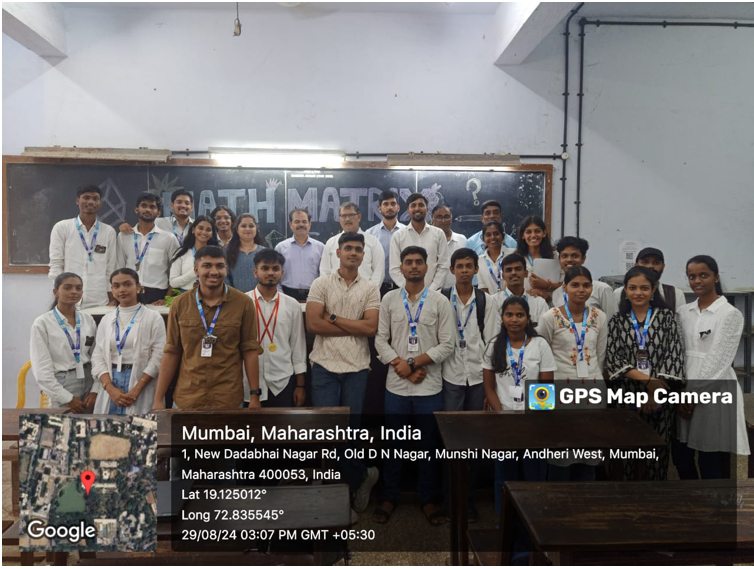 MATH MATRIX
?
GPS Map Camera
Mumbai, Maharashtra, India
1, New Dadabhai Nagar Rd, Old D N Nagar, Munshi Nagar, Andheri West, Mumbai,
Maharashtra 400053, India
Lat 19.125012°
Long 72.835545°
29/08/24 03:07 PM GMT +05:30
Google